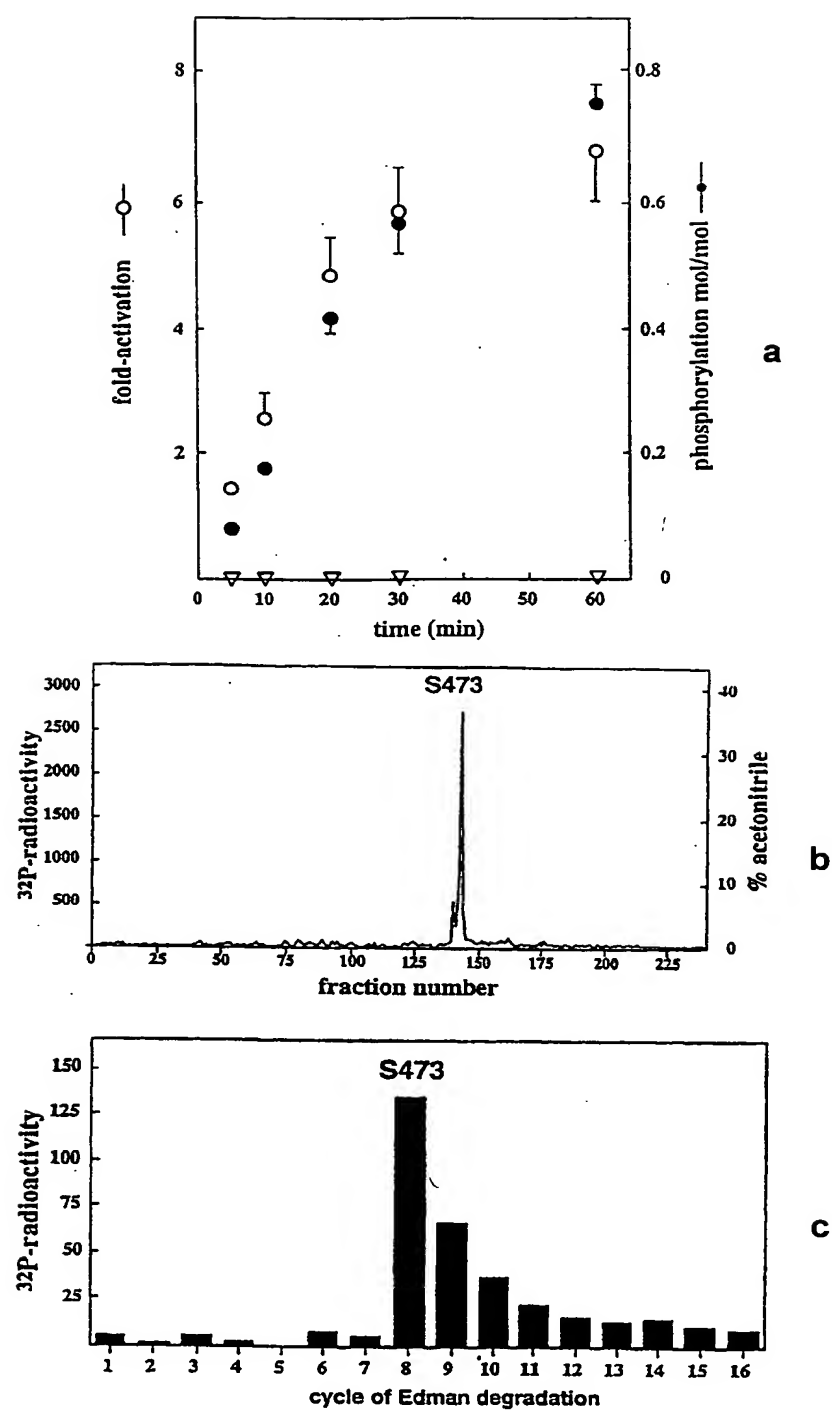 8
6
4
2
fold-activation
0.8
0.6
0.4
0.2
0
phosphorylation mol/mol
a
0 10 20 30 40 50 60
time (min)
S473
3000
2500
2000
1500
1000
500
32P-radioactivity
40
30
20
10
0
% acetonitrile
b
0 25 50 75 100 125 150 175 200 225
fraction number
S473
150
125
100
75
50
25
32P-radioactivity
c
1 2 3 4 5 6 7 8 9 10 11 12 13 14 15 16
cycle of Edman degradation